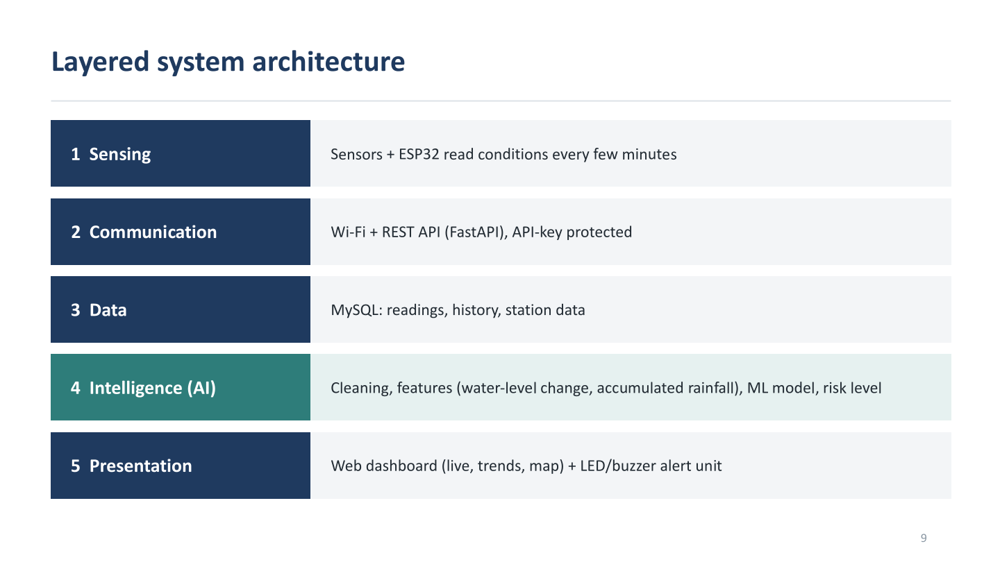 Layered system architecture
1 Sensing
Sensors + ESP32 read conditions every few minutes
2 Communication
Wi-Fi + REST API (FastAPI), API-key protected
3 Data
MySQL: readings, history, station data
4 Intelligence (AI)
Cleaning, features (water-level change, accumulated rainfall), ML model, risk level
5 Presentation
Web dashboard (live, trends, map) + LED/buzzer alert unit
9